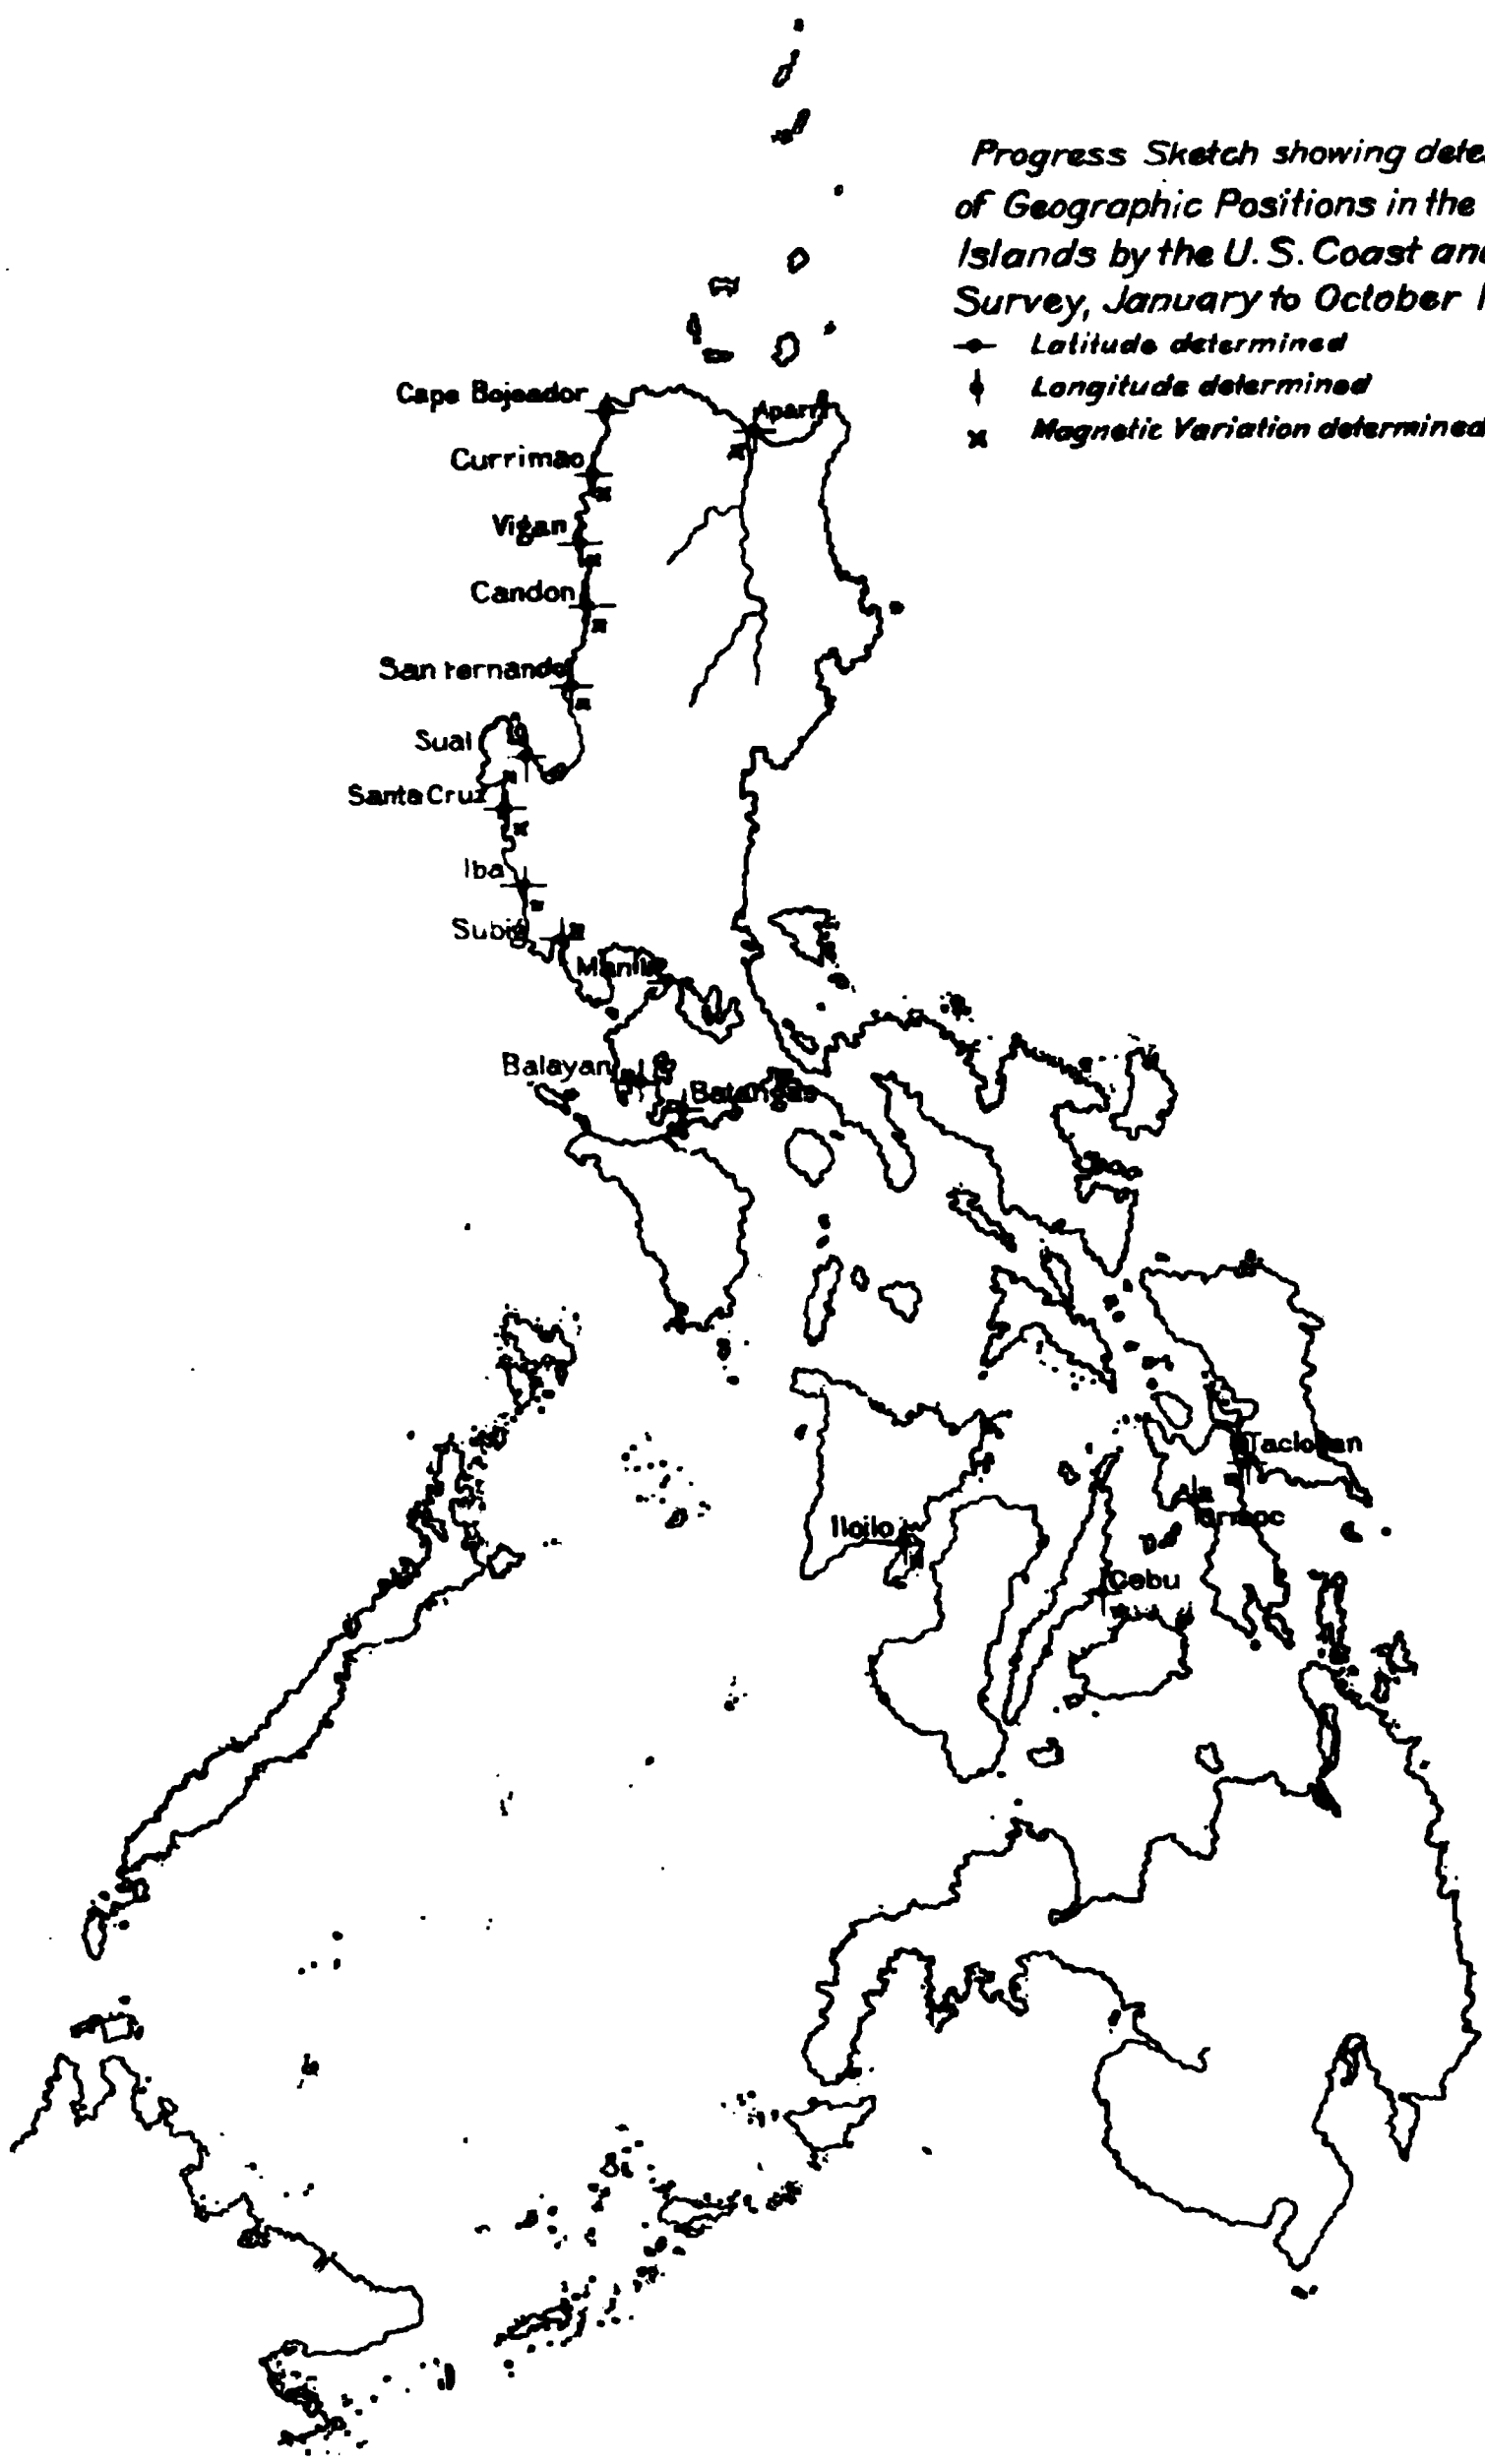 Progress Sketch showing
of Geographic Positions in the
Islands by the U. S. Coast
Survey, January to October
Latitude determined
Longitude determined
Magnetic Variation determined
Cape Bojeador
Aparri
Currimao
Vigan
Candon
San Fernando
Sual
Santa Cruz
Iba
Subig
Manila
Balayan
Batangas
Tacloban
Iloilo
Cebu